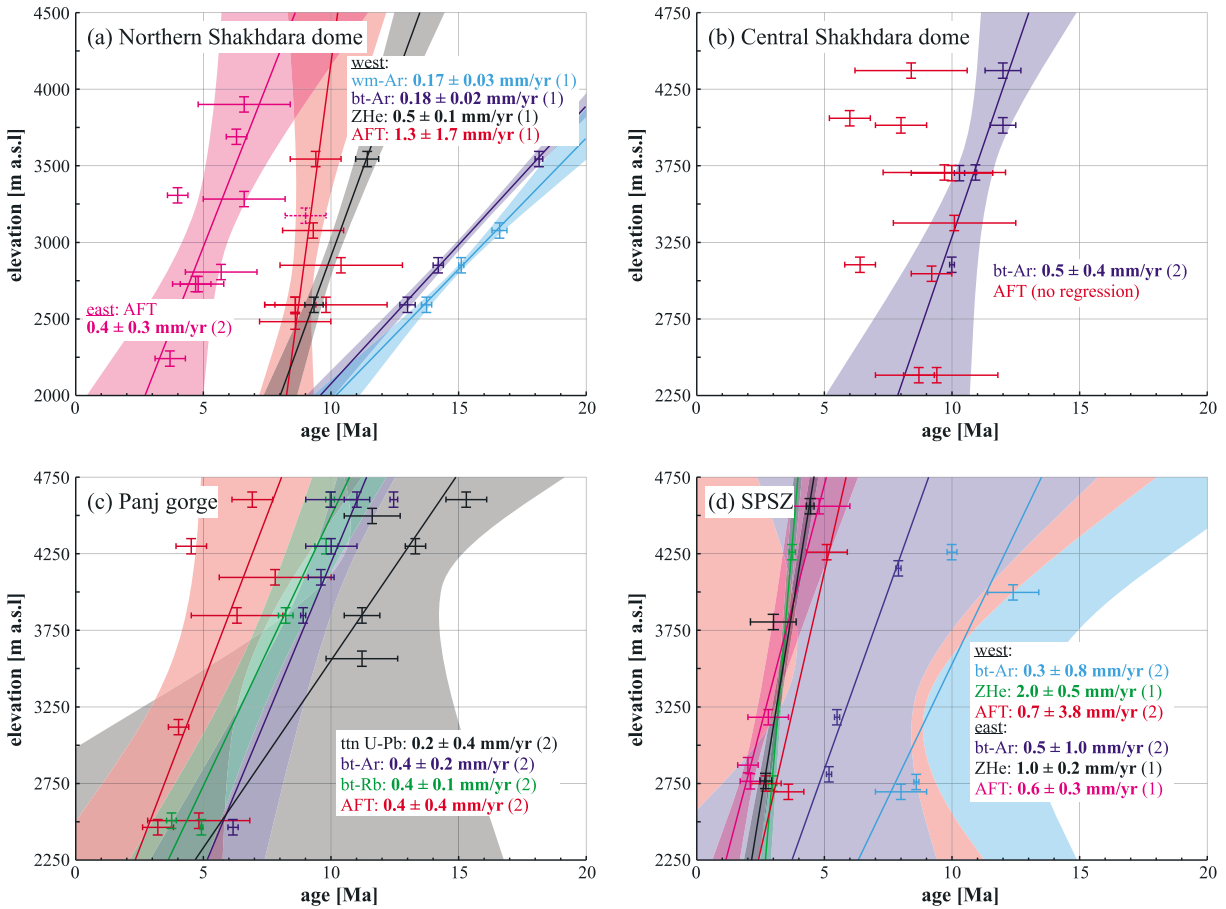 (a) Northern Shakhdara dome
west:
wm-Ar: 0.17 ± 0.03 mm/yr (1)
bt-Ar: 0.18 ± 0.02 mm/yr (1)
ZHe: 0.5 ± 0.1 mm/yr (1)
AFT: 1.3 ± 1.7 mm/yr (1)
east: AFT
0.4 ± 0.3 mm/yr (2)
elevation [m a.s.l]
4500
4000
3500
3000
2500
2000
0 5 10 15 20
age [Ma]
(b) Central Shakhdara dome
bt-Ar: 0.5 ± 0.4 mm/yr (2)
AFT (no regression)
elevation [m a.s.l]
4750
4250
3750
3250
2750
2250
0 5 10 15 20
age [Ma]
(c) Panj gorge
ttn U-Pb: 0.2 ± 0.4 mm/yr (2)
bt-Ar: 0.4 ± 0.2 mm/yr (2)
bt-Rb: 0.4 ± 0.1 mm/yr (2)
AFT: 0.4 ± 0.4 mm/yr (2)
elevation [m a.s.l]
4750
4250
3750
3250
2750
2250
0 5 10 15 20
age [Ma]
(d) SPSZ
west:
bt-Ar: 0.3 ± 0.8 mm/yr (2)
ZHe: 2.0 ± 0.5 mm/yr (1)
AFT: 0.7 ± 3.8 mm/yr (2)
east:
bt-Ar: 0.5 ± 1.0 mm/yr (2)
ZHe: 1.0 ± 0.2 mm/yr (1)
AFT: 0.6 ± 0.3 mm/yr (1)
elevation [m a.s.l]
4750
4250
3750
3250
2750
2250
0 5 10 15 20
age [Ma]